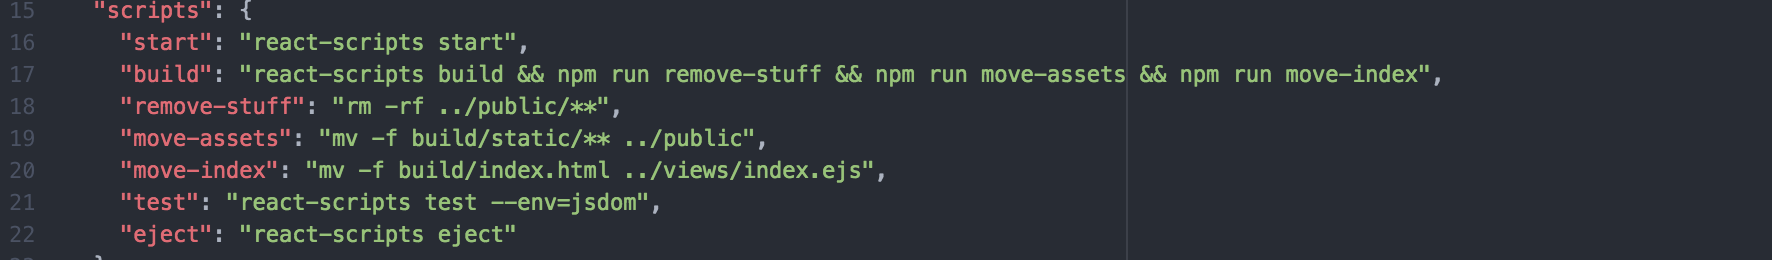 15 "scripts": {
16 "start": "react-scripts start",
17 "build": "react-scripts build && npm run remove-stuff && npm run move-assets && npm run move-index",
18 "remove-stuff": "rm -rf ../public/**",
19 "move-assets": "mv -f build/static/** ../public",
20 "move-index": "mv -f build/index.html ../views/index.ejs",
21 "test": "react-scripts test --env=jsdom",
22 "eject": "react-scripts eject"